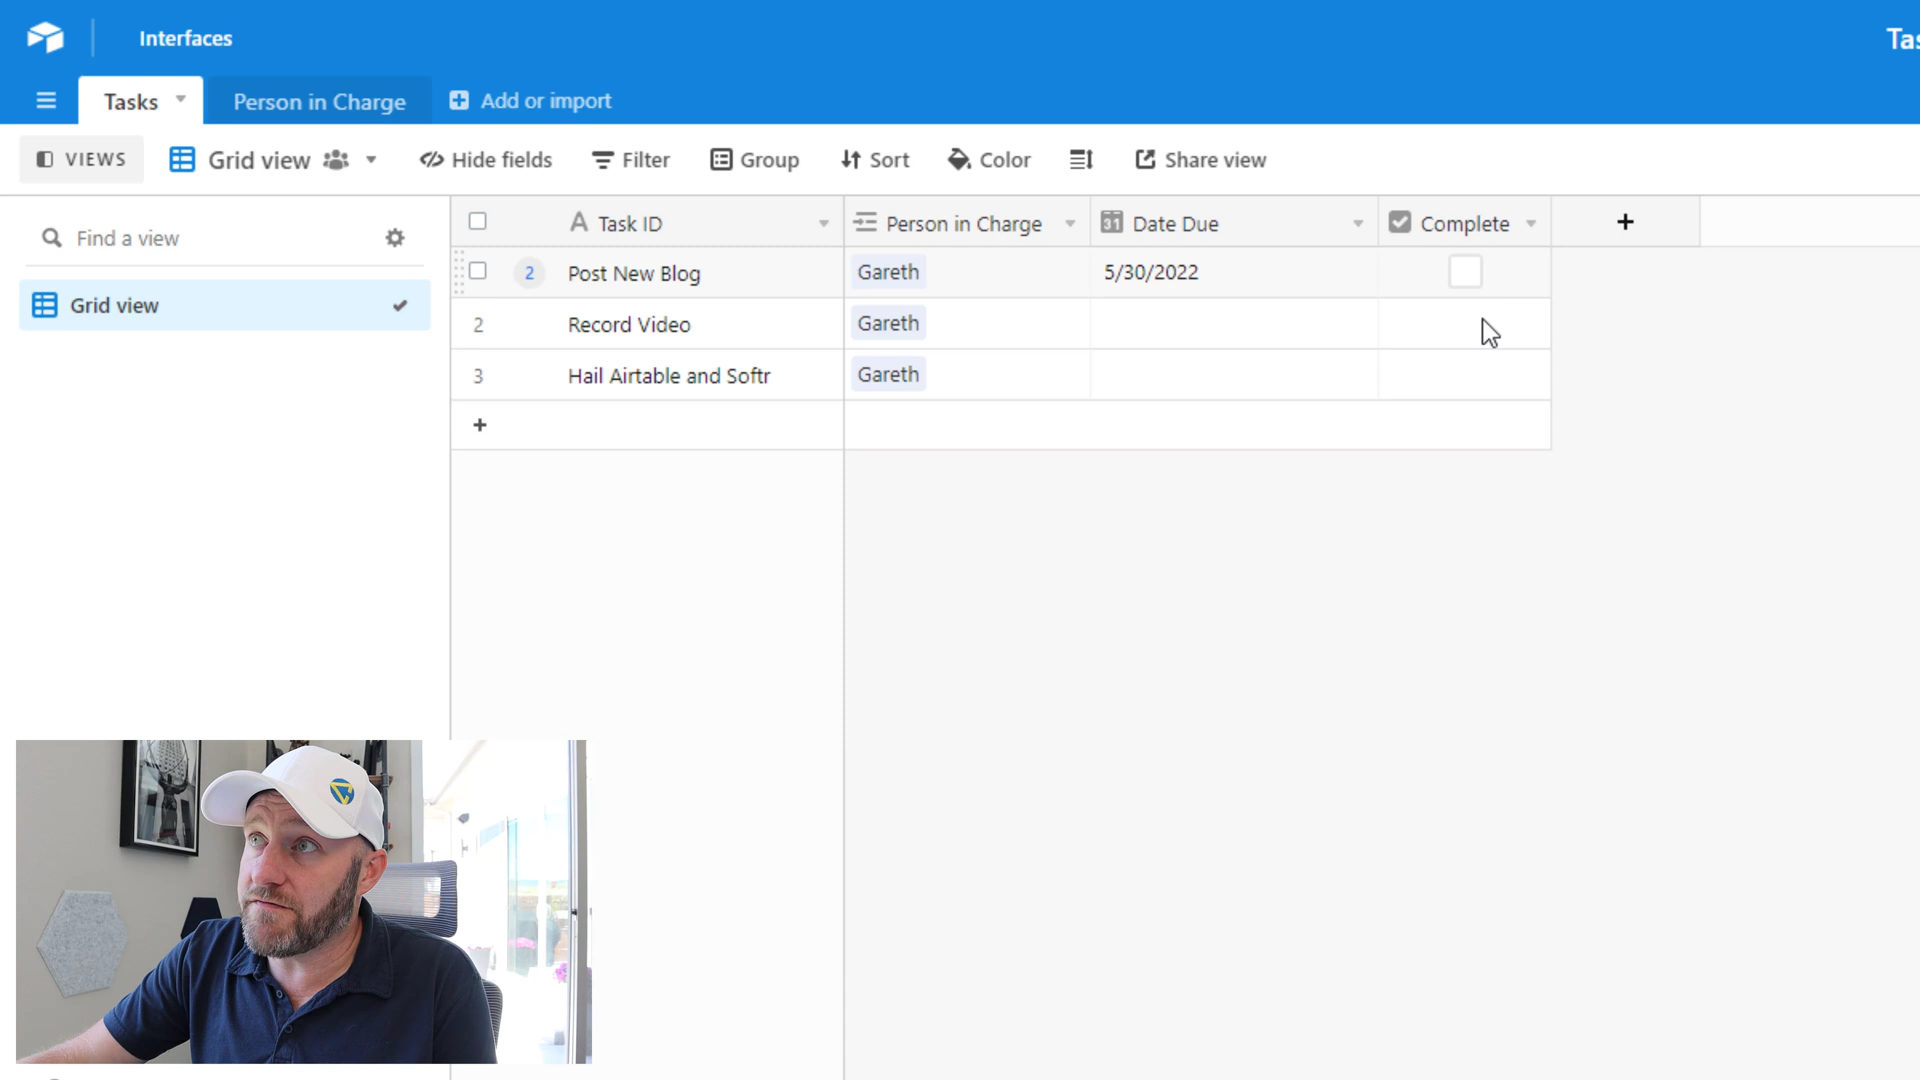 Interfaces
Tas
Tasks
Person in Charge
Add or import
VIEWS
Grid view
Hide fields
Filter
Group
Sort
Color
Share view
Find a view
Grid view
A Task ID
Person in Charge
31 Date Due
Complete
+
2 Post New Blog Gareth 5/30/2022
2 Record Video Gareth
3 Hail Airtable and Softr Gareth
+